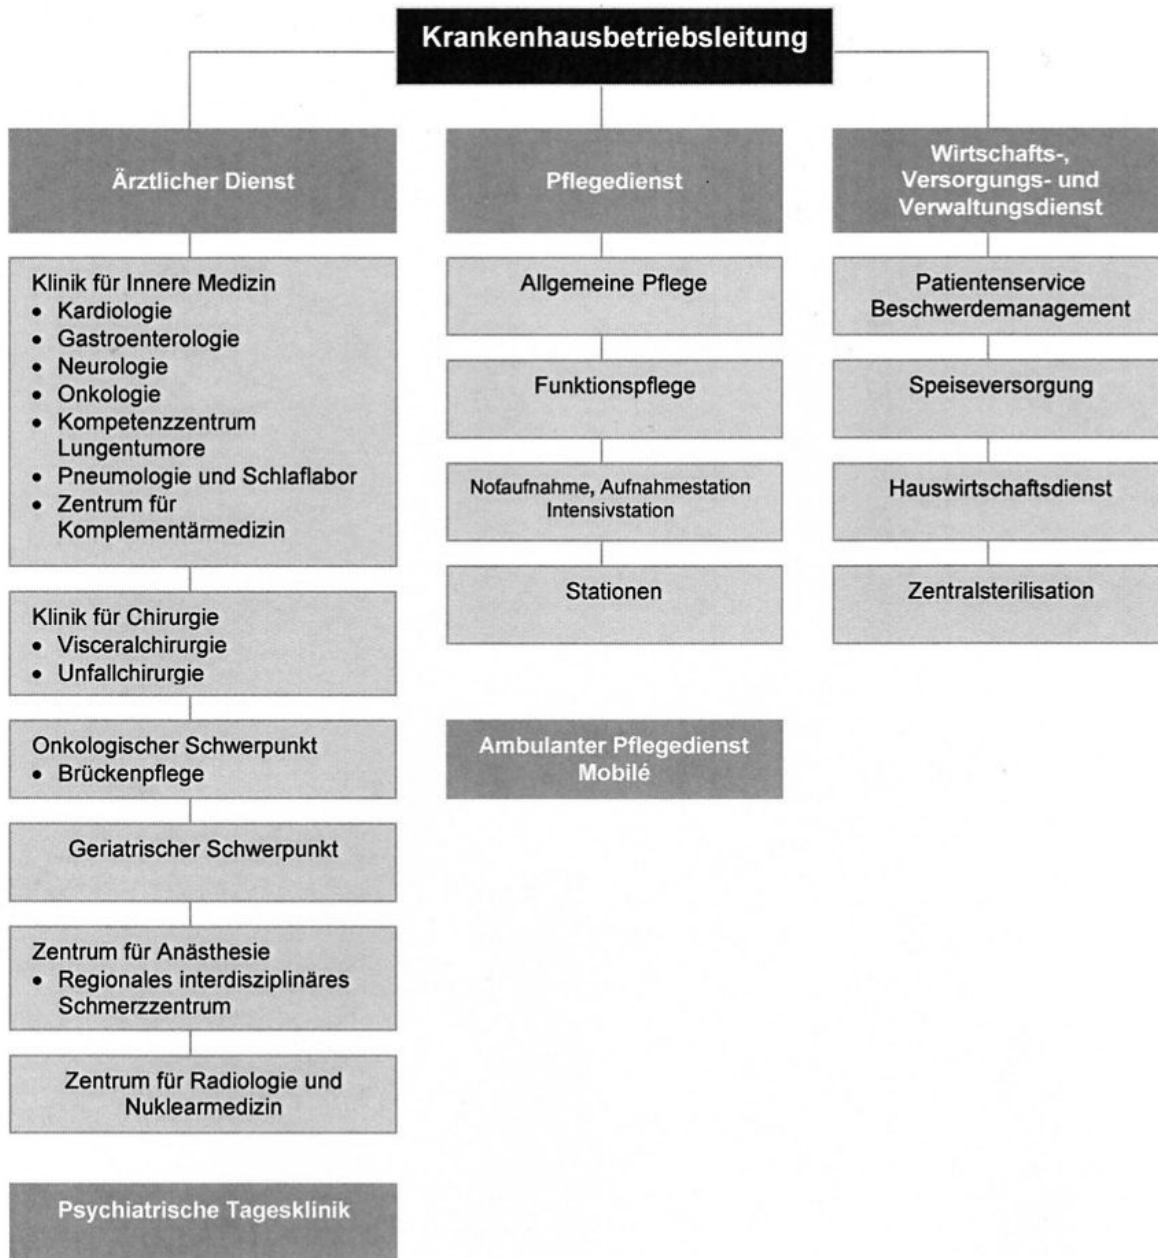 Krankenhausbetriebsleitung
Ärztlicher Dienst
Klinik für Innere Medizin
• Kardiologie
• Gastroenterologie
• Neurologie
• Onkologie
• Kompetenzzentrum
Lungentumore
• Pneumologie und Schlaflabor
• Zentrum für
Komplementärmedizin
Klinik für Chirurgie
• Visceralchirurgie
• Unfallchirurgie
Onkologischer Schwerpunkt
• Brückenpflege
Geriatrischer Schwerpunkt
Zentrum für Anästhesie
• Regionales interdisziplinäres
Schmerzzentrum
Zentrum für Radiologie und
Nuklearmedizin
Psychiatrische Tagesklinik
Pflegedienst
Allgemeine Pflege
Funktionspflege
Notaufnahme, Aufnahmestation
Intensivstation
Stationen
Ambulanter Pflegedienst
Mobilé
Wirtschafts-,
Versorgungs- und
Verwaltungsdienst
Patientenservice
Beschwerdemanagement
Speiseversorgung
Hauswirtschaftsdienst
Zentralsterilisation